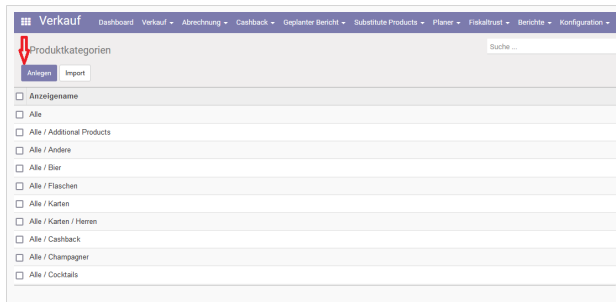 Verkauf Dashboard Verkauf Abrechnung Cashback Geplanter Bericht Substitute Products Planer Fiskaltrust Berichte Konfiguration
Produktkategorien Suche ...
Anlegen Import
Anzeigename
Alle
Alle / Additional Products
Alle / Andere
Alle / Bier
Alle / Flaschen
Alle / Karten
Alle / Karten / Herren
Alle / Cashback
Alle / Champagner
Alle / Cocktails